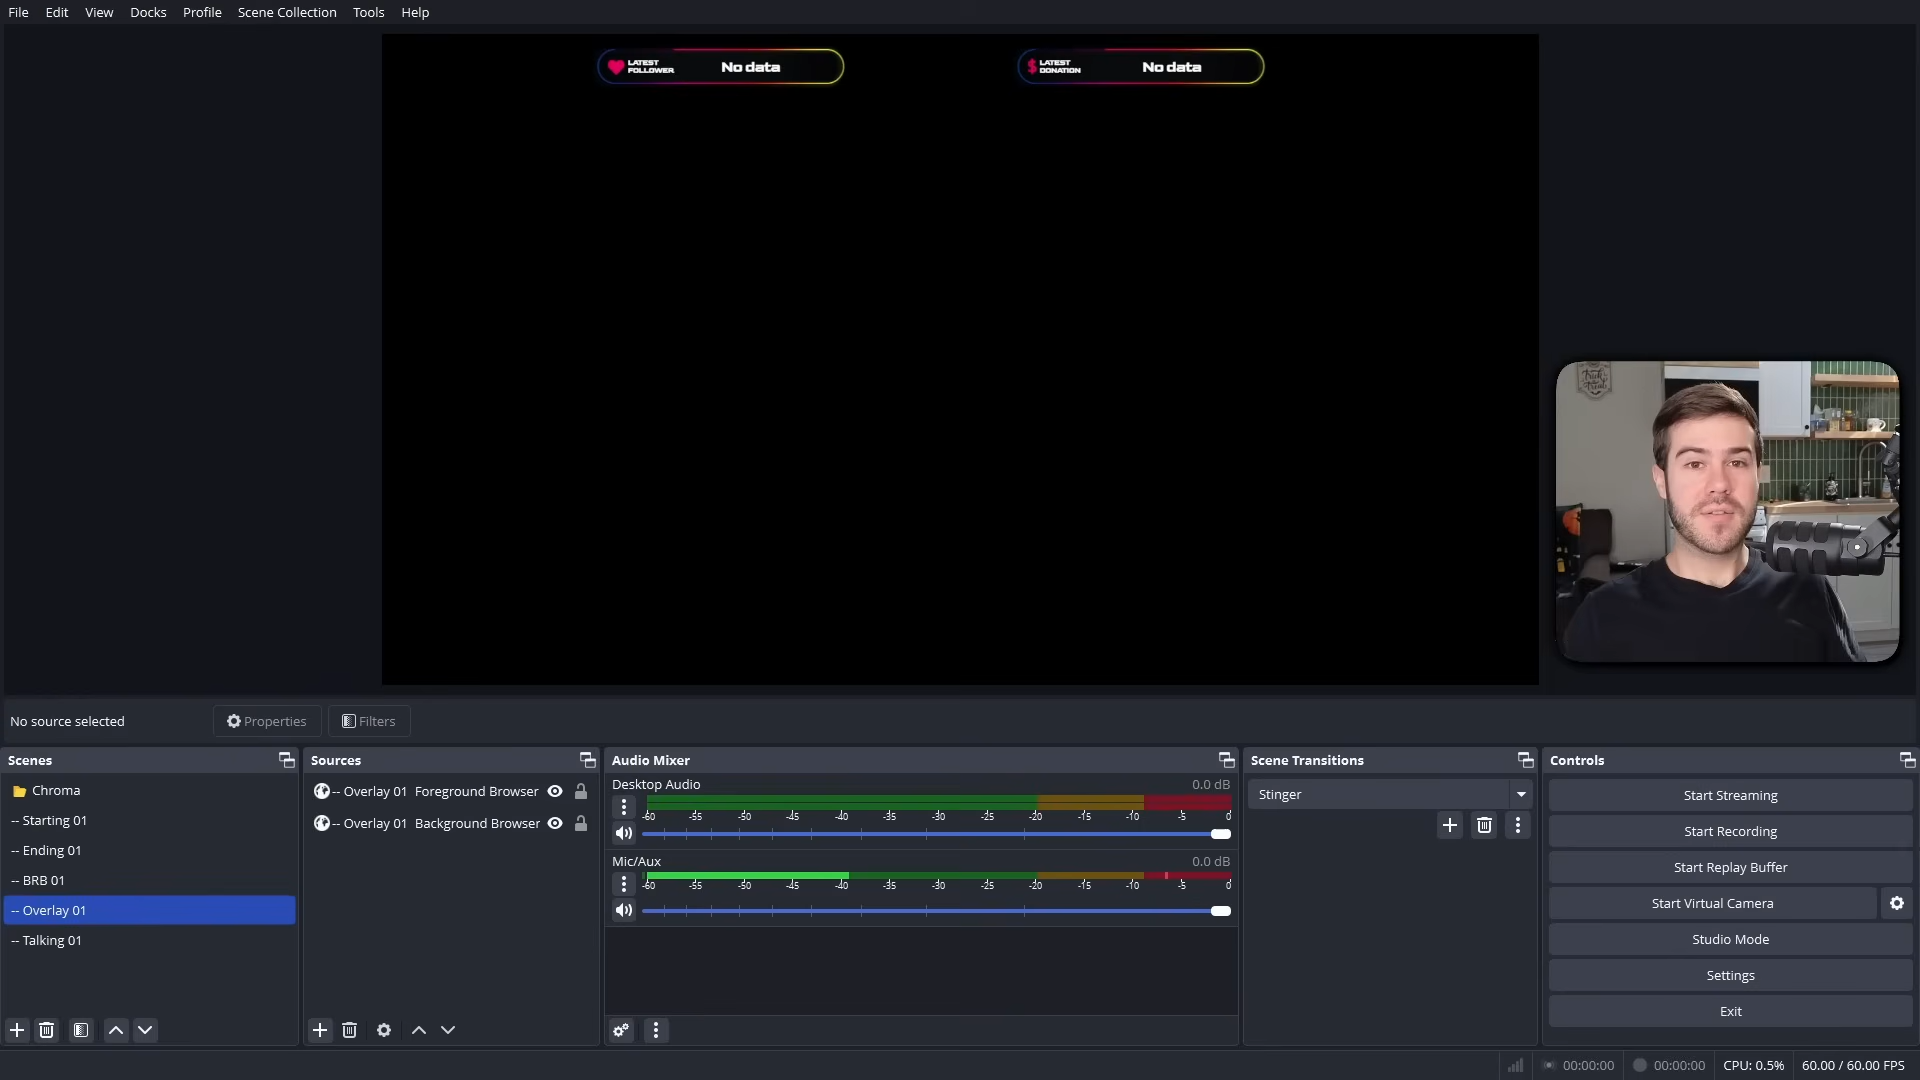 File Edit View Docks Profile Scene Collection Tools Help
LATEST
FOLLOWER
No data
LATEST
DONATION
No data
No source selected
Properties
Filters
Scenes
Chroma
-- Starting 01
-- Ending 01
-- BRB 01
-- Overlay 01
-- Talking 01
Sources
-- Overlay 01 Foreground Browser
-- Overlay 01 Background Browser
Audio Mixer
Desktop Audio 0.0 dB
-60 -55 -50 -45 -40 -35 -30 -25 -20 -15 -10 -5 0
Mic/Aux 0.0 dB
-60 -55 -50 -45 -40 -35 -30 -25 -20 -15 -10 -5 0
Scene Transitions
Stinger
Controls
Start Streaming
Start Recording
Start Replay Buffer
Start Virtual Camera
Studio Mode
Settings
Exit
00:00:00 00:00:00 CPU: 0.5% 60.00 / 60.00 FPS